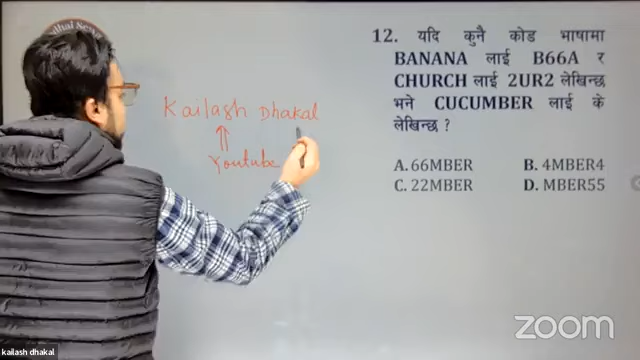 Kailash Dhakal
Youtube
12. यदि कुनै कोड भाषामा
BANANA लाई B66A र
CHURCH लाई 2UR2 लेखिन्छ
भने CUCUMBER लाई के
लेखिन्छ ?
A. 66MBER B. 4MBER4
C. 22MBER D. MBER55
zoom
kailash dhakal